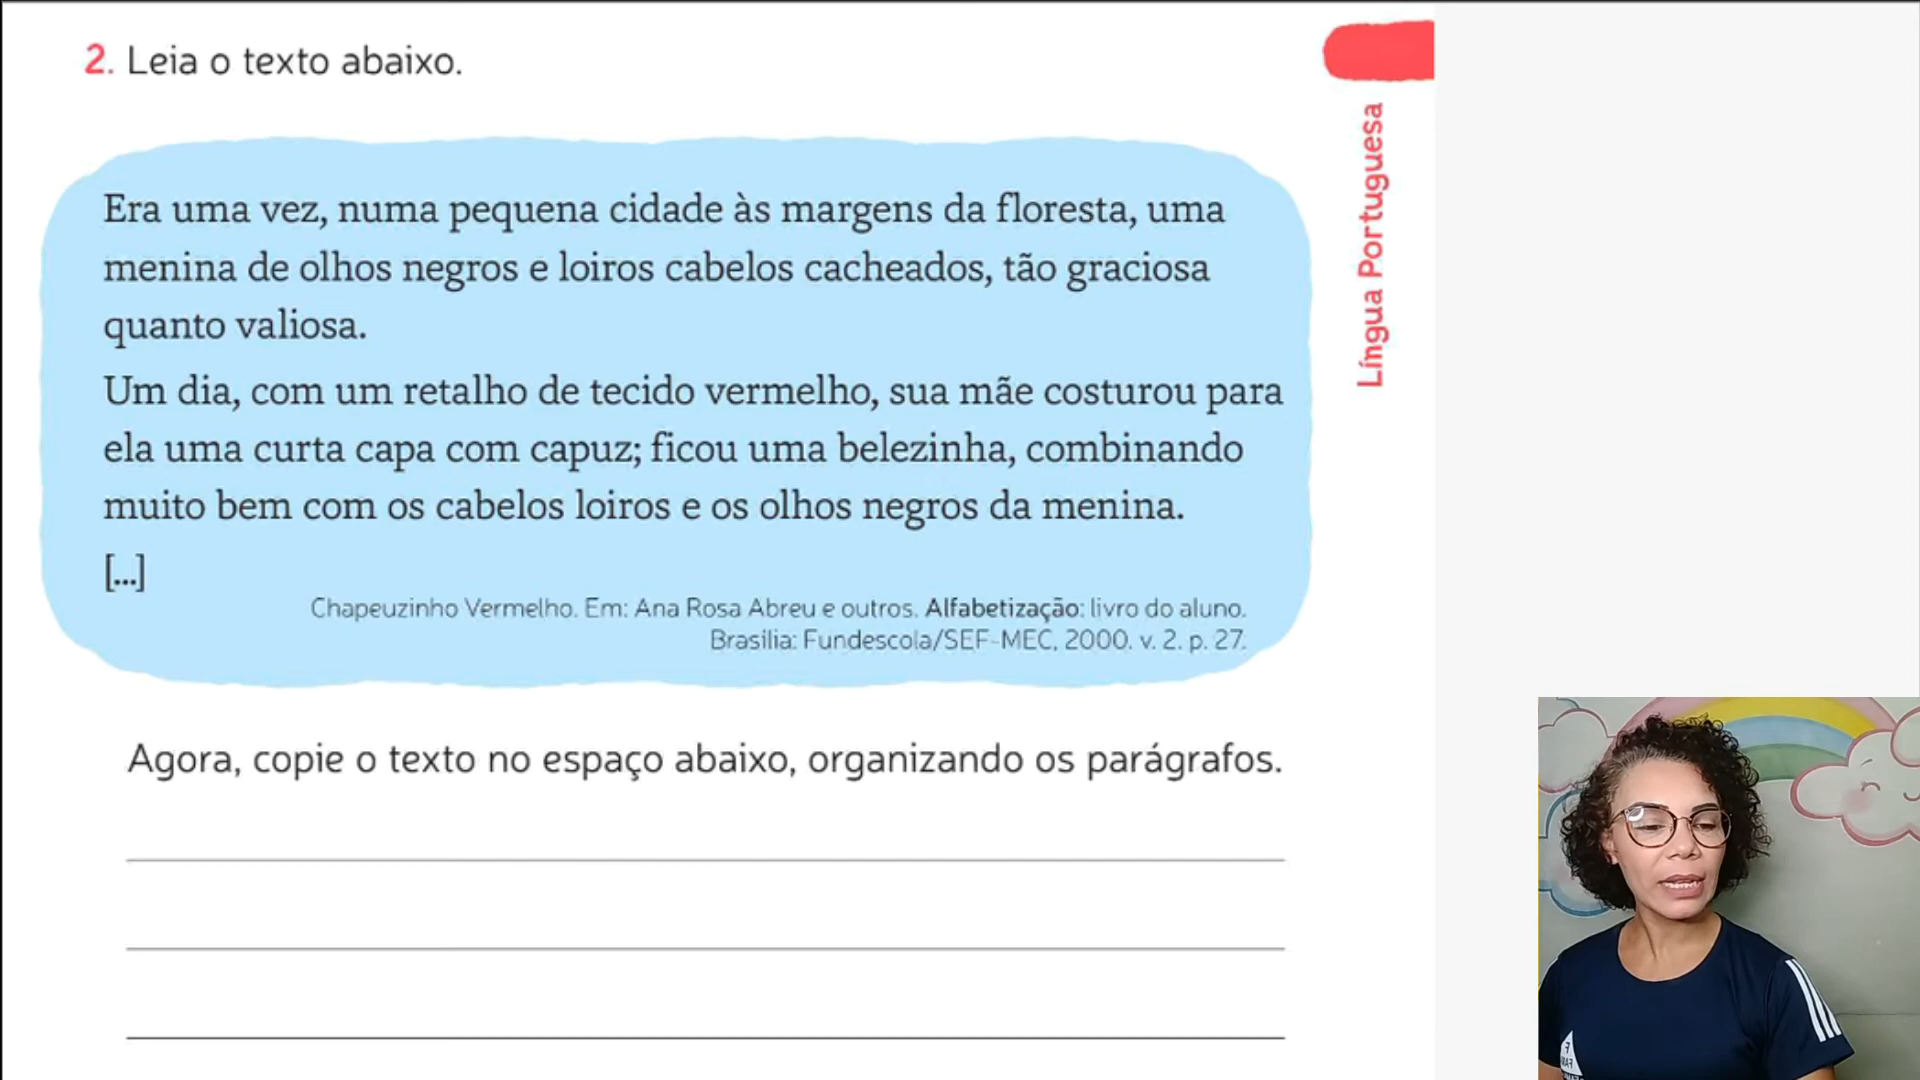 2. Leia o texto abaixo.
Língua Portuguesa
Era uma vez, numa pequena cidade às margens da floresta, uma
menina de olhos negros e loiros cabelos cacheados, tão graciosa
quanto valiosa.
Um dia, com um retalho de tecido vermelho, sua mãe costurou para
ela uma curta capa com capuz; ficou uma belezinha, combinando
muito bem com os cabelos loiros e os olhos negros da menina.
[...]
Chapeuzinho Vermelho. Em: Ana Rosa Abreu e outros. Alfabetização: livro do aluno.
Brasília: Fundescola/SEF-MEC, 2000. v. 2. p. 27.
Agora, copie o texto no espaço abaixo, organizando os parágrafos.